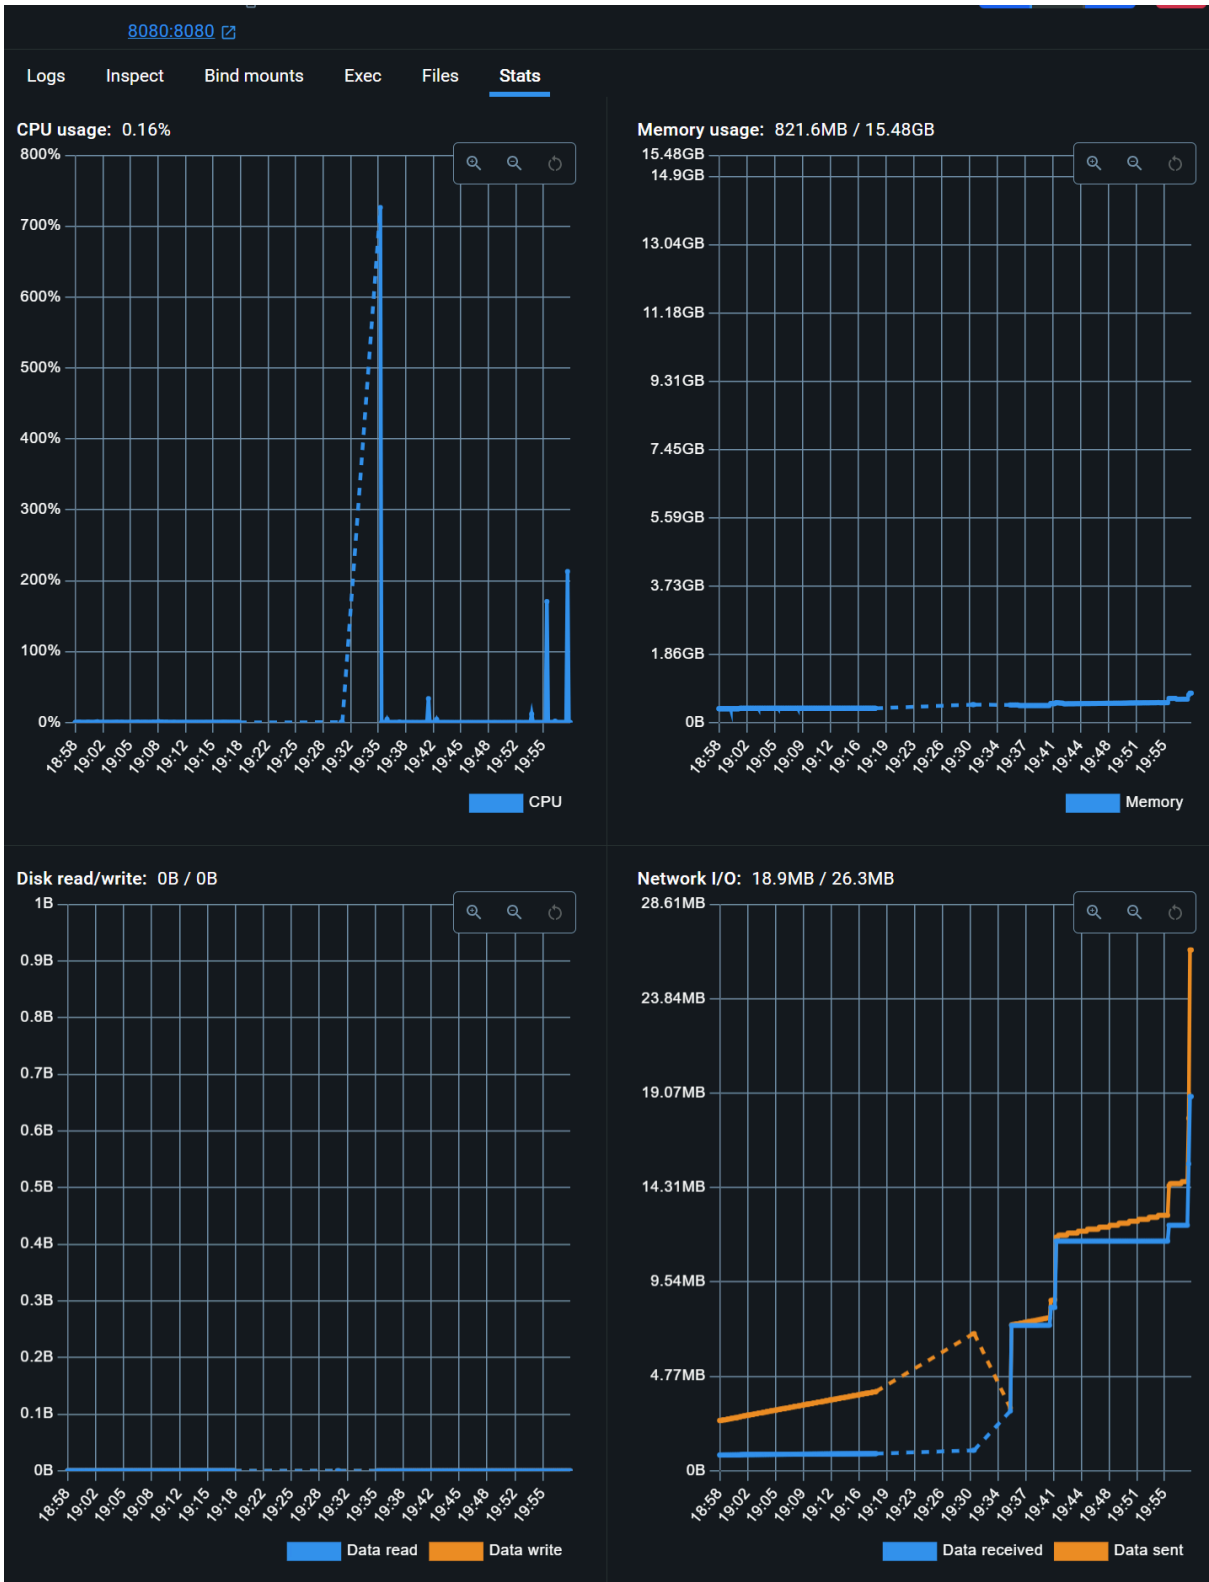 8080:8080
Logs Inspect Bind mounts Exec Files Stats
CPU usage: 0.16%
800%
700%
600%
500%
400%
300%
200%
100%
0%
18:58 19:02 19:05 19:08 19:12 19:15 19:18 19:22 19:25 19:28 19:32 19:35 19:38 19:42 19:45 19:48 19:52 19:55
CPU
Memory usage: 821.6MB / 15.48GB
15.48GB
14.9GB
13.04GB
11.18GB
9.31GB
7.45GB
5.59GB
3.73GB
1.86GB
0B
18:58 19:02 19:05 19:09 19:12 19:16 19:19 19:23 19:26 19:30 19:34 19:37 19:41 19:44 19:48 19:51 19:55
Memory
Disk read/write: 0B / 0B
1B
0.9B
0.8B
0.7B
0.6B
0.5B
0.4B
0.3B
0.2B
0.1B
0B
18:58 19:02 19:05 19:08 19:12 19:15 19:18 19:22 19:25 19:28 19:32 19:35 19:38 19:42 19:45 19:48 19:52 19:55
Data read Data write
Network I/O: 18.9MB / 26.3MB
28.61MB
23.84MB
19.07MB
14.31MB
9.54MB
4.77MB
0B
18:58 19:02 19:05 19:09 19:12 19:16 19:19 19:23 19:26 19:30 19:34 19:37 19:41 19:44 19:48 19:51 19:55
Data received Data sent